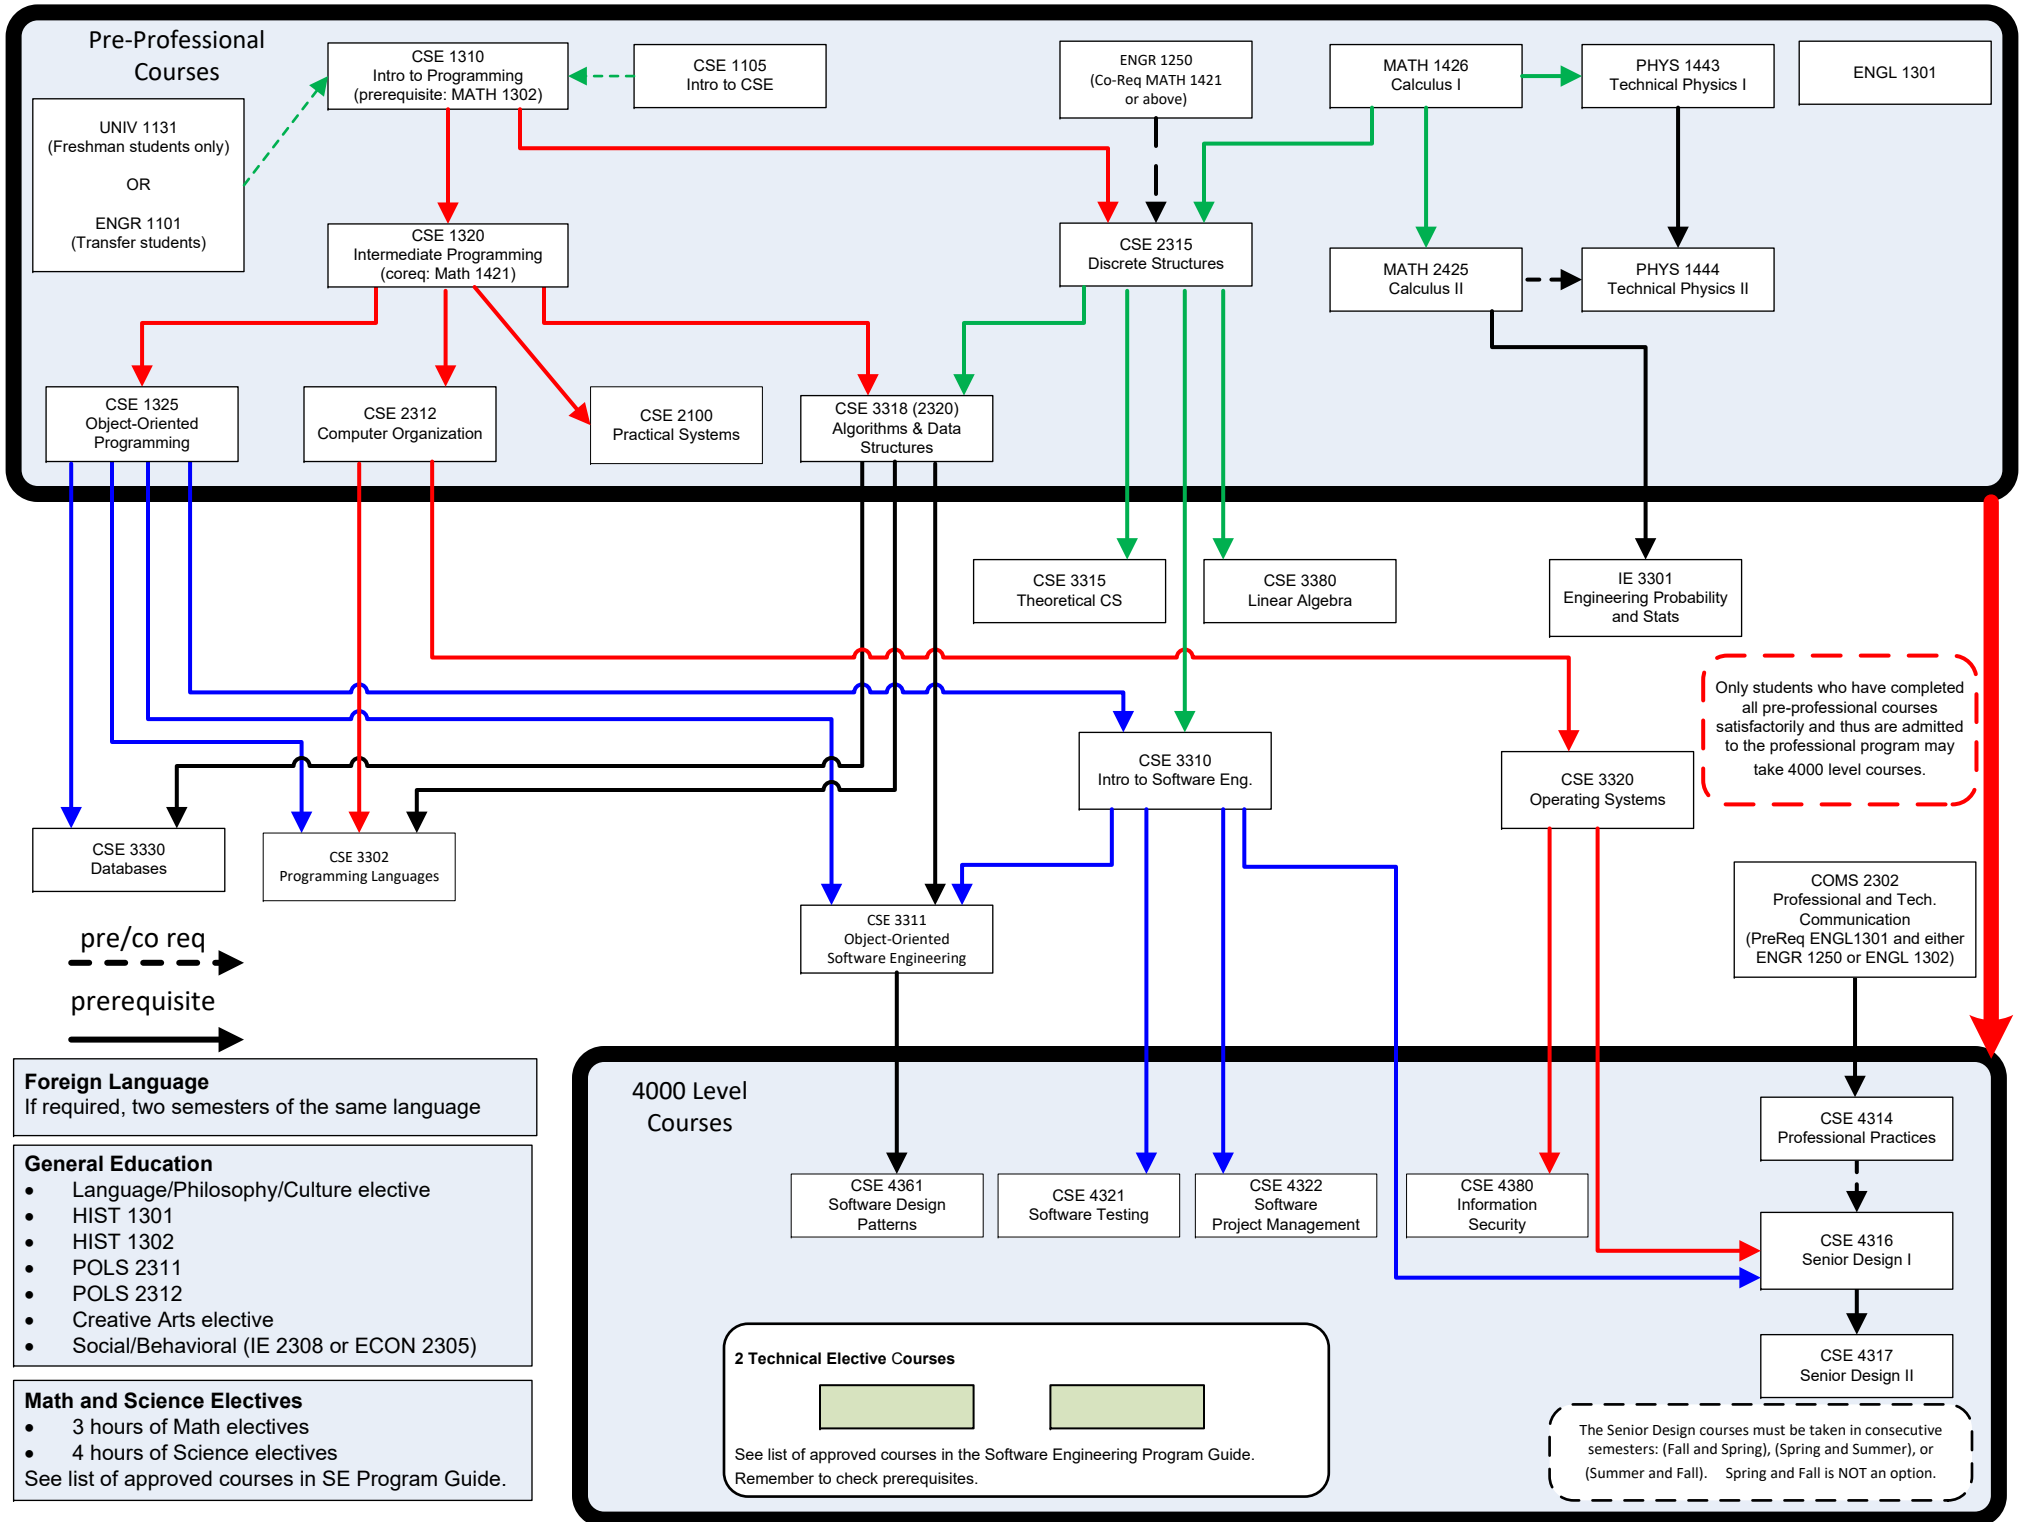 Pre-Professional
Courses
CSE 1310
Intro to Programming
(prerequisite: MATH 1302)
CSE 1105
Intro to CSE
ENGR 1250
(Co-Req MATH 1421
or above)
MATH 1426
Calculus I
PHYS 1443
Technical Physics I
ENGL 1301
UNIV 1131
(Freshman students only)
OR
ENGR 1101
(Transfer students)
CSE 1320
Intermediate Programming
(coreq: Math 1421)
CSE 2315
Discrete Structures
MATH 2425
Calculus II
PHYS 1444
Technical Physics II
CSE 1325
Object-Oriented
Programming
CSE 2312
Computer Organization
CSE 2100
Practical Systems
CSE 3318 (2320)
Algorithms & Data
Structures
CSE 3315
Theoretical CS
CSE 3380
Linear Algebra
IE 3301
Engineering Probability
and Stats
Only students who have completed
all pre-professional courses
satisfactorily and thus are admitted
to the professional program may
take 4000 level courses.
CSE 3310
Intro to Software Eng.
CSE 3320
Operating Systems
CSE 3330
Databases
CSE 3302
Programming Languages
CSE 3311
Object-Oriented
Software Engineering
COMS 2302
Professional and Tech.
Communication
(PreReq ENGL1301 and either
ENGR 1250 or ENGL 1302)
pre/co req
prerequisite
Foreign Language
If required, two semesters of the same language
General Education
• Language/Philosophy/Culture elective
• HIST 1301
• HIST 1302
• POLS 2311
• POLS 2312
• Creative Arts elective
• Social/Behavioral (IE 2308 or ECON 2305)
Math and Science Electives
• 3 hours of Math electives
• 4 hours of Science electives
See list of approved courses in SE Program Guide.
4000 Level
Courses
CSE 4314
Professional Practices
CSE 4361
Software Design
Patterns
CSE 4321
Software Testing
CSE 4322
Software
Project Management
CSE 4380
Information
Security
CSE 4316
Senior Design I
CSE 4317
Senior Design II
2 Technical Elective Courses
See list of approved courses in the Software Engineering Program Guide.
Remember to check prerequisites.
The Senior Design courses must be taken in consecutive
semesters: (Fall and Spring), (Spring and Summer), or
(Summer and Fall). Spring and Fall is NOT an option.